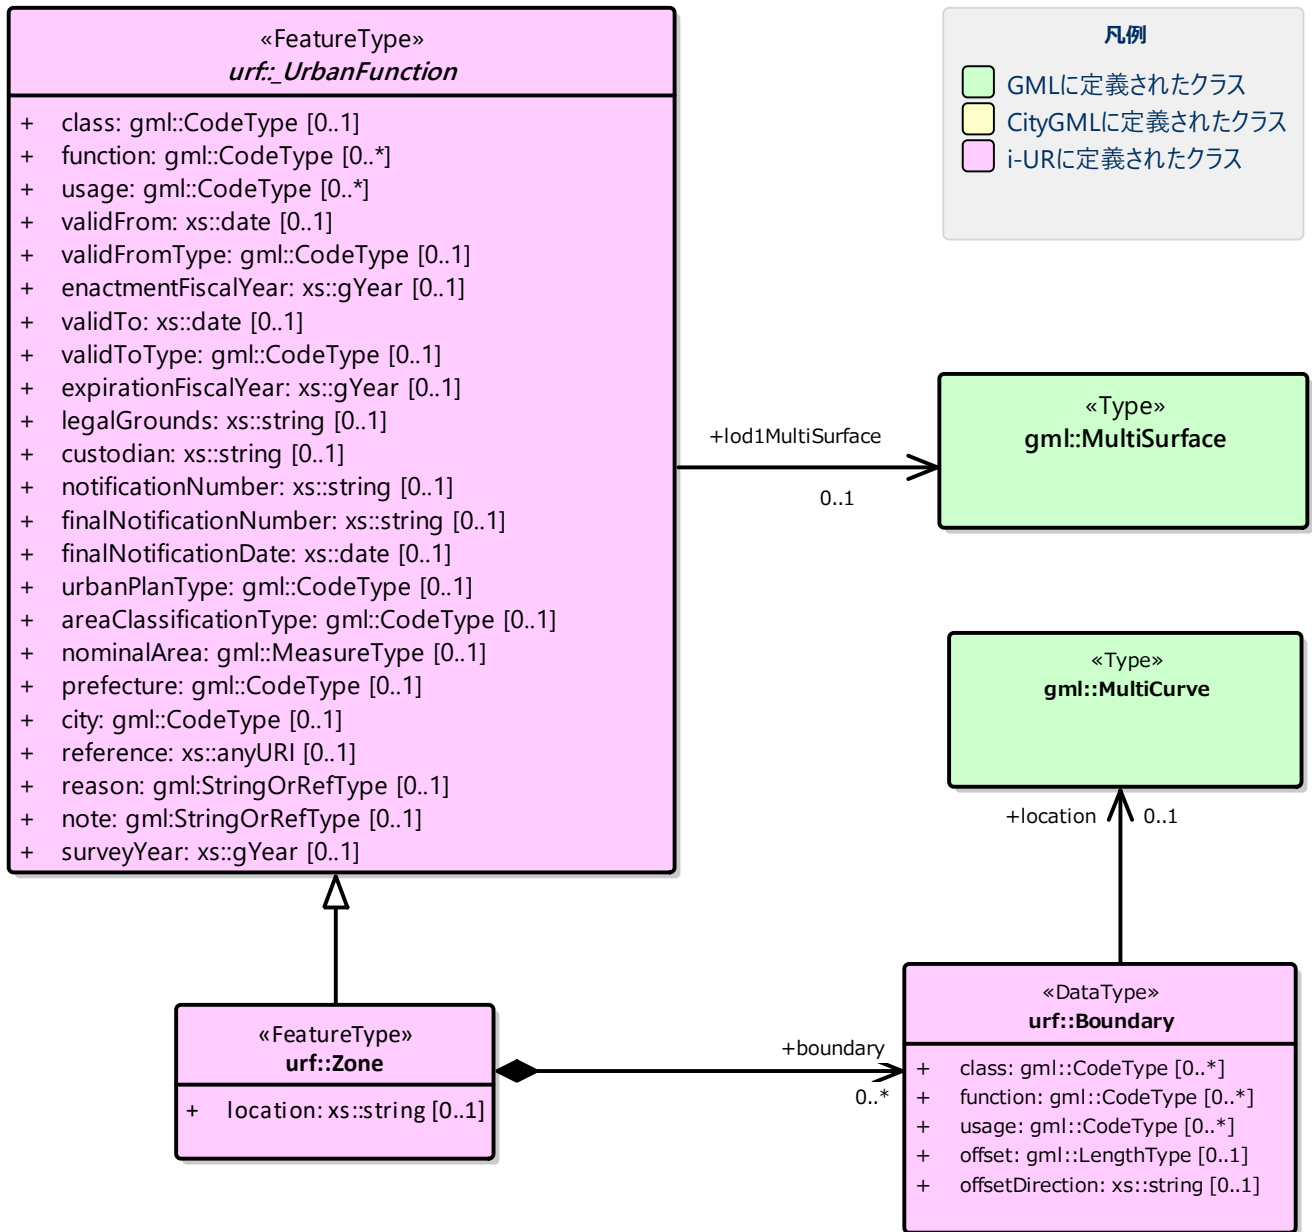 «FeatureType»
urf::_UrbanFunction
+ class: gml::CodeType [0..1]
+ function: gml::CodeType [0..*]
+ usage: gml::CodeType [0..*]
+ validFrom: xs::date [0..1]
+ validFromType: gml::CodeType [0..1]
+ enactmentFiscalYear: xs::gYear [0..1]
+ validTo: xs::date [0..1]
+ validToType: gml::CodeType [0..1]
+ expirationFiscalYear: xs::gYear [0..1]
+ legalGrounds: xs::string [0..1]
+ custodian: xs::string [0..1]
+ notificationNumber: xs::string [0..1]
+ finalNotificationNumber: xs::string [0..1]
+ finalNotificationDate: xs::date [0..1]
+ urbanPlanType: gml::CodeType [0..1]
+ areaClassificationType: gml::CodeType [0..1]
+ nominalArea: gml::MeasureType [0..1]
+ prefecture: gml::CodeType [0..1]
+ city: gml::CodeType [0..1]
+ reference: xs::anyURI [0..1]
+ reason: gml:StringOrRefType [0..1]
+ note: gml:StringOrRefType [0..1]
+ surveyYear: xs::gYear [0..1]
凡例
GMLに定義されたクラス
CityGMLに定義されたクラス
i-URに定義されたクラス
+lod1MultiSurface
0..1
«Type»
gml::MultiSurface
«Type»
gml::MultiCurve
+location
0..1
«FeatureType»
urf::Zone
+ location: xs::string [0..1]
+boundary
0..*
«DataType»
urf::Boundary
+ class: gml::CodeType [0..*]
+ function: gml::CodeType [0..*]
+ usage: gml::CodeType [0..*]
+ offset: gml::LengthType [0..1]
+ offsetDirection: xs::string [0..1]